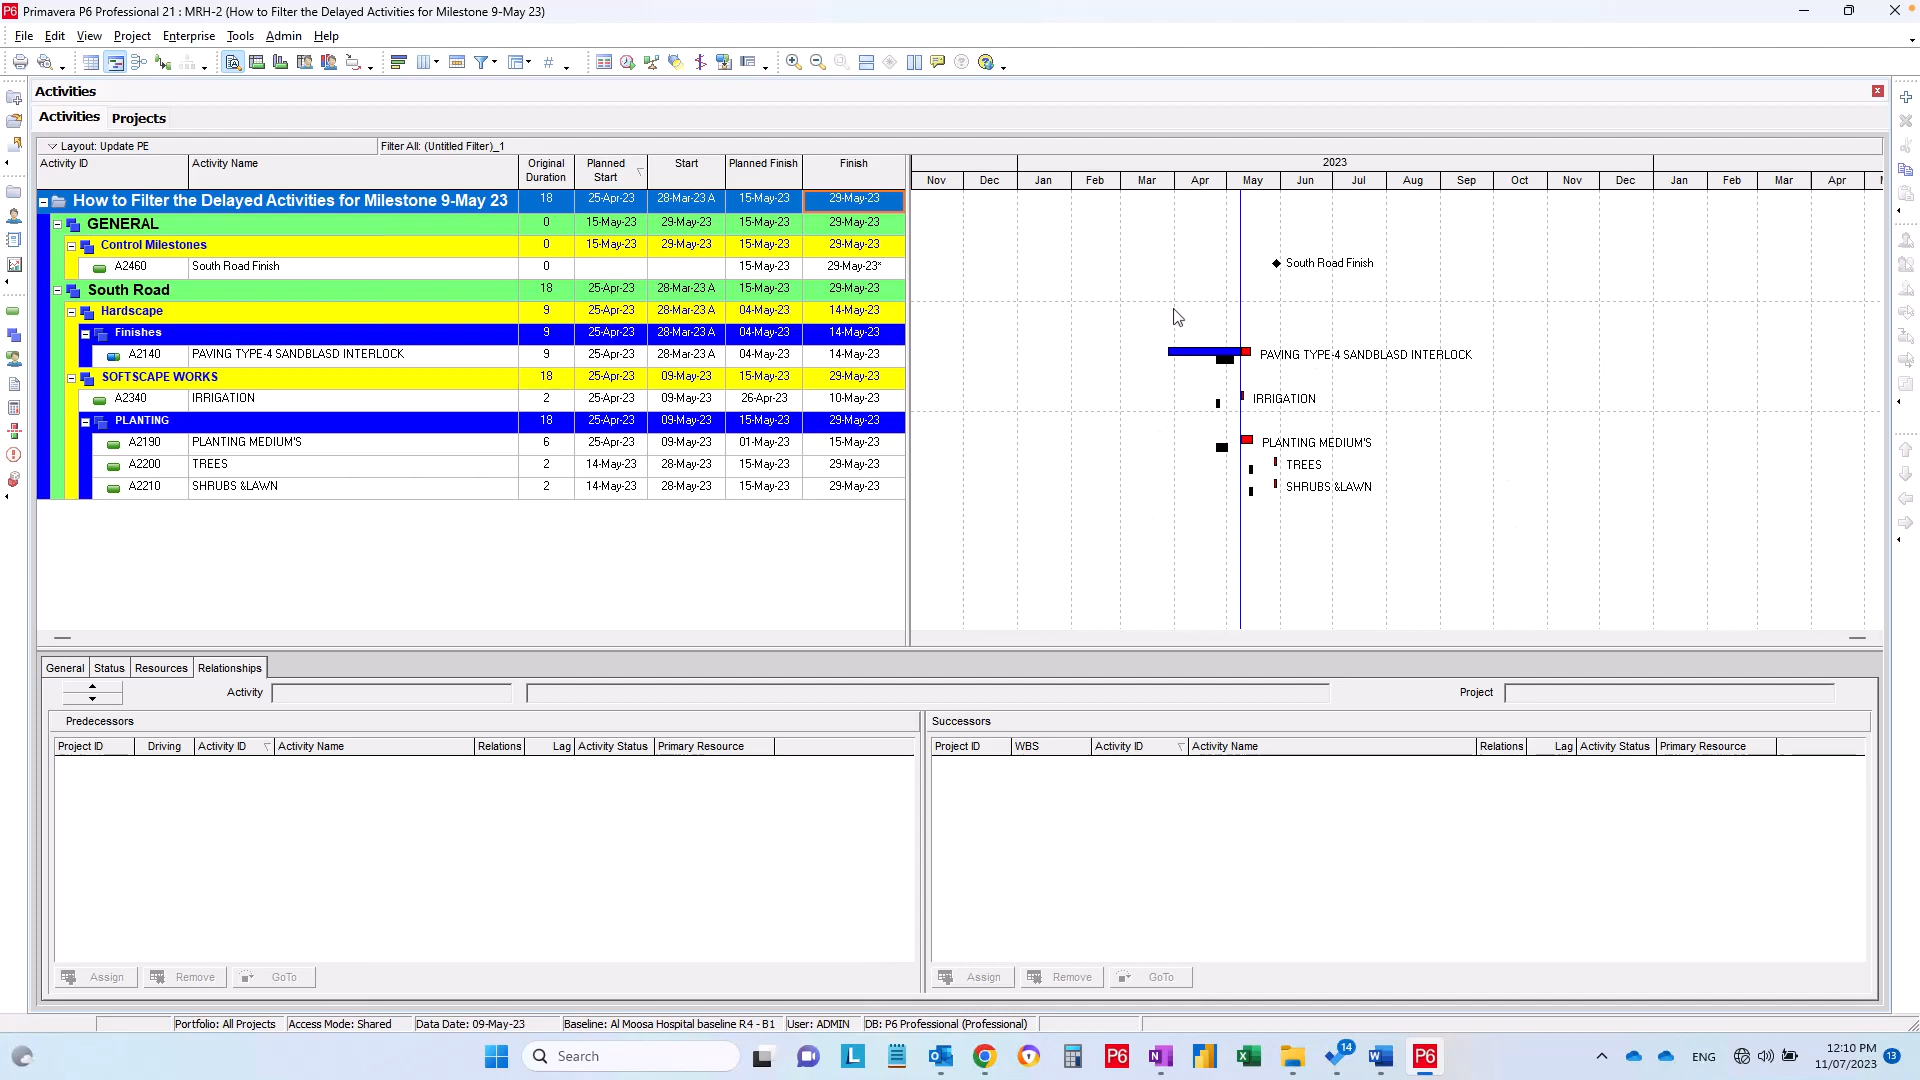 P6 Primavera P6 Professional 21 : MRH-2 (How to Filter the Delayed Activities for Milestone 9-May 23)
File Edit View Project Enterprise Tools Admin Help
Activities
Activities Projects
Layout: Update PE Filter All: (Untitled Filter)_1
Activity ID Activity Name Original Duration Planned Start Start Planned Finish Finish
2023
Nov Dec Jan Feb Mar Apr May Jun Jul Aug Sep Oct Nov Dec Jan Feb Mar Apr
How to Filter the Delayed Activities for Milestone 9-May 23 18 25-Apr-23 28-Mar-23 A 15-May-23 29-May-23
GENERAL 0 15-May-23 29-May-23 15-May-23 29-May-23
Control Milestones 0 15-May-23 29-May-23 15-May-23 29-May-23
A2460 South Road Finish 0 15-May-23 29-May-23* South Road Finish
South Road 18 25-Apr-23 28-Mar-23 A 15-May-23 29-May-23
Hardscape 9 25-Apr-23 28-Mar-23 A 04-May-23 14-May-23
Finishes 9 25-Apr-23 28-Mar-23 A 04-May-23 14-May-23
A2140 PAVING TYPE-4 SANDBLASD INTERLOCK 9 25-Apr-23 28-Mar-23 A 04-May-23 14-May-23 PAVING TYPE-4 SANDBLASD INTERLOCK
SOFTSCAPE WORKS 18 25-Apr-23 09-May-23 15-May-23 29-May-23
A2340 IRRIGATION 2 25-Apr-23 09-May-23 26-Apr-23 10-May-23 IRRIGATION
PLANTING 18 25-Apr-23 09-May-23 15-May-23 29-May-23
A2190 PLANTING MEDIUM'S 6 25-Apr-23 09-May-23 01-May-23 15-May-23 PLANTING MEDIUM'S
A2200 TREES 2 14-May-23 28-May-23 15-May-23 29-May-23 TREES
A2210 SHRUBS &LAWN 2 14-May-23 28-May-23 15-May-23 29-May-23 SHRUBS &LAWN
General Status Resources Relationships
Activity Project
Predecessors Successors
Project ID Driving Activity ID Activity Name Relations Lag Activity Status Primary Resource Project ID WBS Activity ID Activity Name Relations Lag Activity Status Primary Resource
Assign Remove GoTo Assign Remove GoTo
Portfolio: All Projects Access Mode: Shared Data Date: 09-May-23 Baseline: Al Moosa Hospital baseline R4 - B1 User: ADMIN DB: P6 Professional (Professional)
Search L P6 14 P6 ENG 12:10 PM 13
11/07/2023